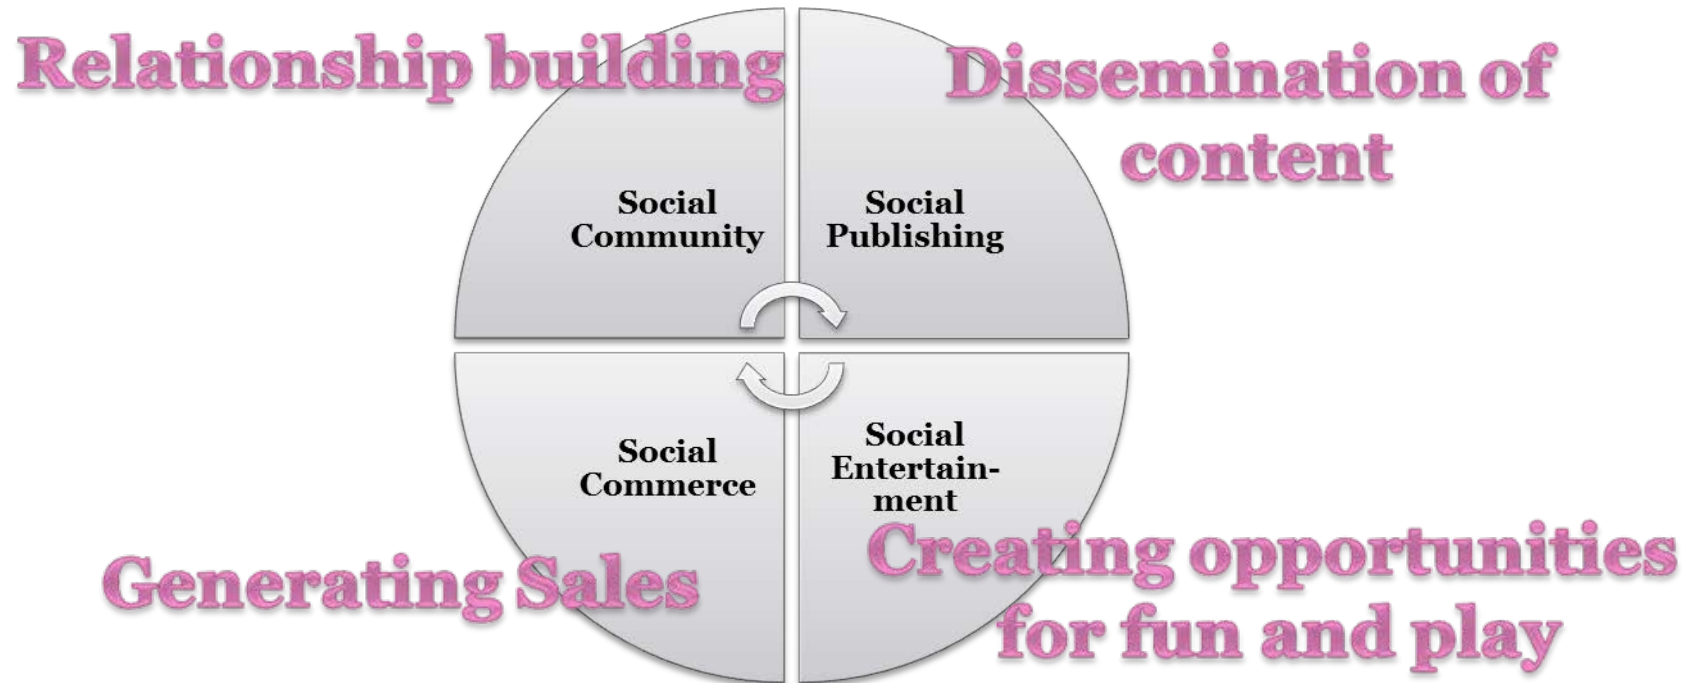 Relationship building
Dissemination of
content
Social
Community
Social
Publishing
Social
Commerce
Social
Entertain-
ment
Generating Sales
Creating opportunities
for fun and play